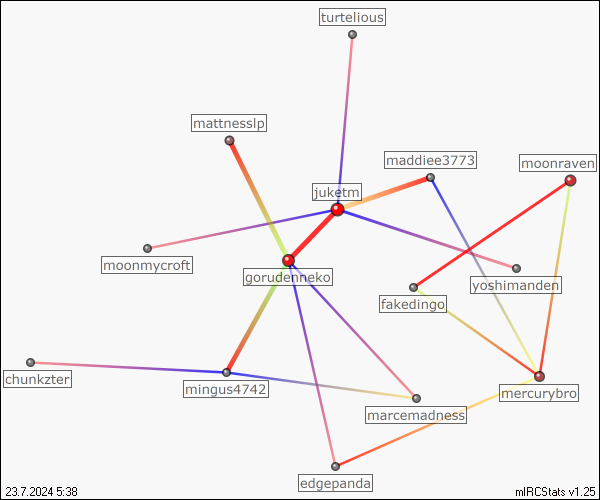 turtelious
mattnesslp
maddiee3773
moonraven
juketm
moonmycroft
gorudenneko
yoshimanden
fakedingo
chunkzter
mingus4742
mercurybro
marcemadness
edgepanda
23.7.2024 5:38
mIRCStats v1.25